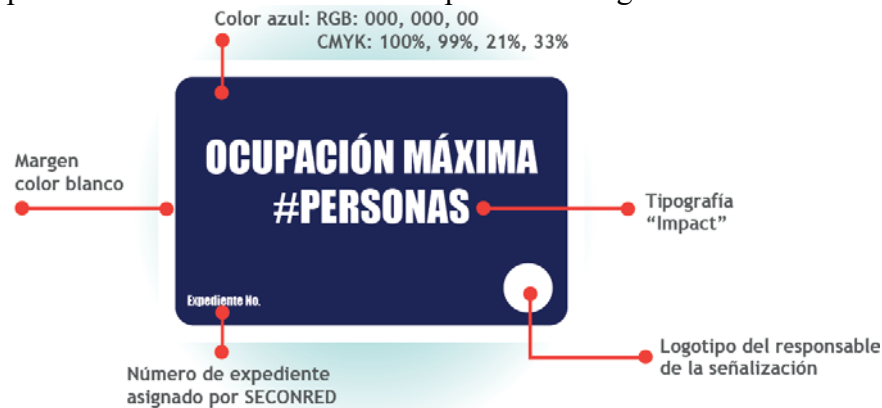 Color azul: RGB: 000, 000, 00
CMYK: 100%, 99%, 21%, 33%
Margen
color blanco
OCUPACIÓN MÁXIMA
#PERSONAS
Tipografía
“Impact”
Expediente No.
Número de expediente
asignado por SECONRED
Logotipo del responsable
de la señalización